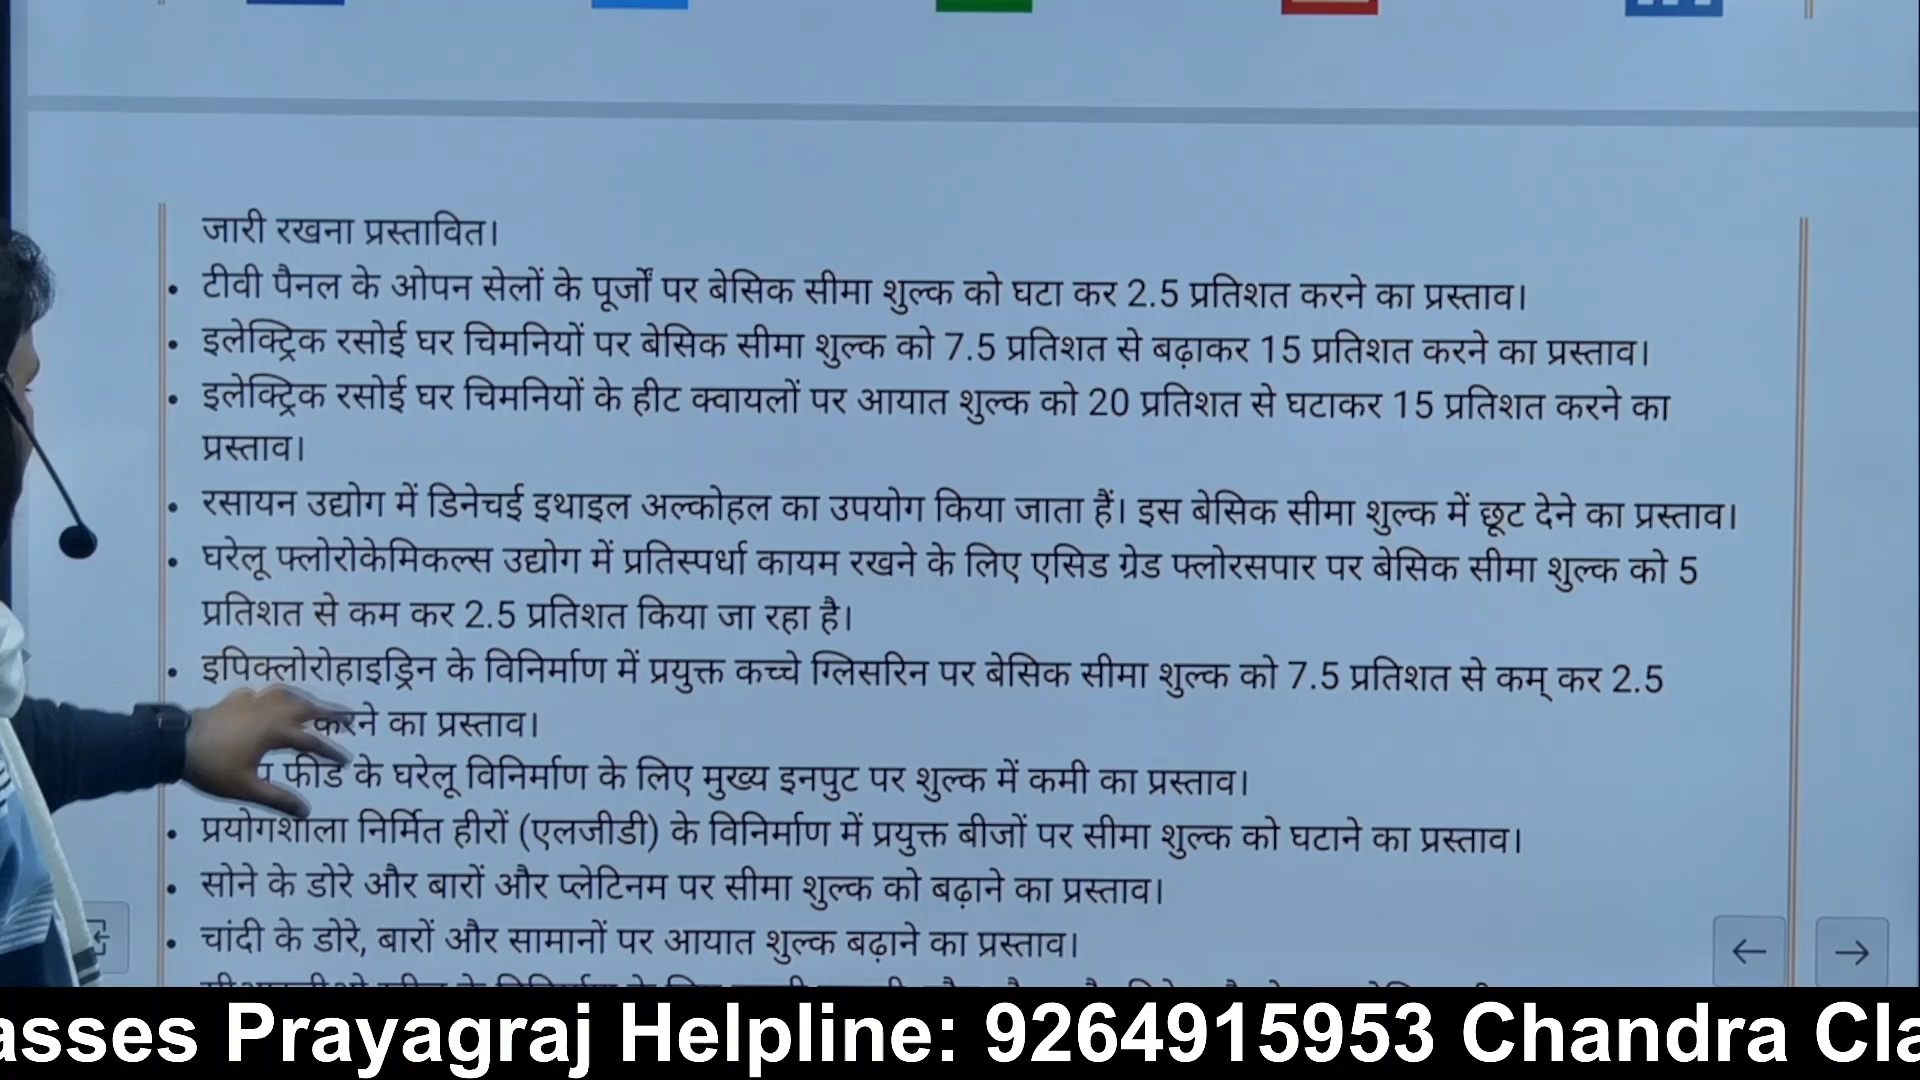 जारी रखना प्रस्तावित।
• टीवी पैनल के ओपन सेलों के पूर्जों पर बेसिक सीमा शुल्क को घटा कर 2.5 प्रतिशत करने का प्रस्ताव।
• इलेक्ट्रिक रसोई घर चिमनियों पर बेसिक सीमा शुल्क को 7.5 प्रतिशत से बढ़ाकर 15 प्रतिशत करने का प्रस्ताव।
• इलेक्ट्रिक रसोई घर चिमनियों के हीट क्वायलों पर आयात शुल्क को 20 प्रतिशत से घटाकर 15 प्रतिशत करने का
प्रस्ताव।
• रसायन उद्योग में डिनेचई इथाइल अल्कोहल का उपयोग किया जाता हैं। इस बेसिक सीमा शुल्क में छूट देने का प्रस्ताव।
• घरेलू फ्लोरोकेमिकल्स उद्योग में प्रतिस्पर्धा कायम रखने के लिए एसिड ग्रेड फ्लोरसपार पर बेसिक सीमा शुल्क को 5
प्रतिशत से कम कर 2.5 प्रतिशत किया जा रहा है।
• इपिक्लोरोहाइड्रिन के विनिर्माण में प्रयुक्त कच्चे ग्लिसरिन पर बेसिक सीमा शुल्क को 7.5 प्रतिशत से कम् कर 2.5
करने का प्रस्ताव।
फीड के घरेलू विनिर्माण के लिए मुख्य इनपुट पर शुल्क में कमी का प्रस्ताव।
• प्रयोगशाला निर्मित हीरों (एलजीडी) के विनिर्माण में प्रयुक्त बीजों पर सीमा शुल्क को घटाने का प्रस्ताव।
• सोने के डोरे और बारों और प्लेटिनम पर सीमा शुल्क को बढ़ाने का प्रस्ताव।
• चांदी के डोरे, बारों और सामानों पर आयात शुल्क बढ़ाने का प्रस्ताव।
asses Prayagraj Helpline: 9264915953 Chandra Cla